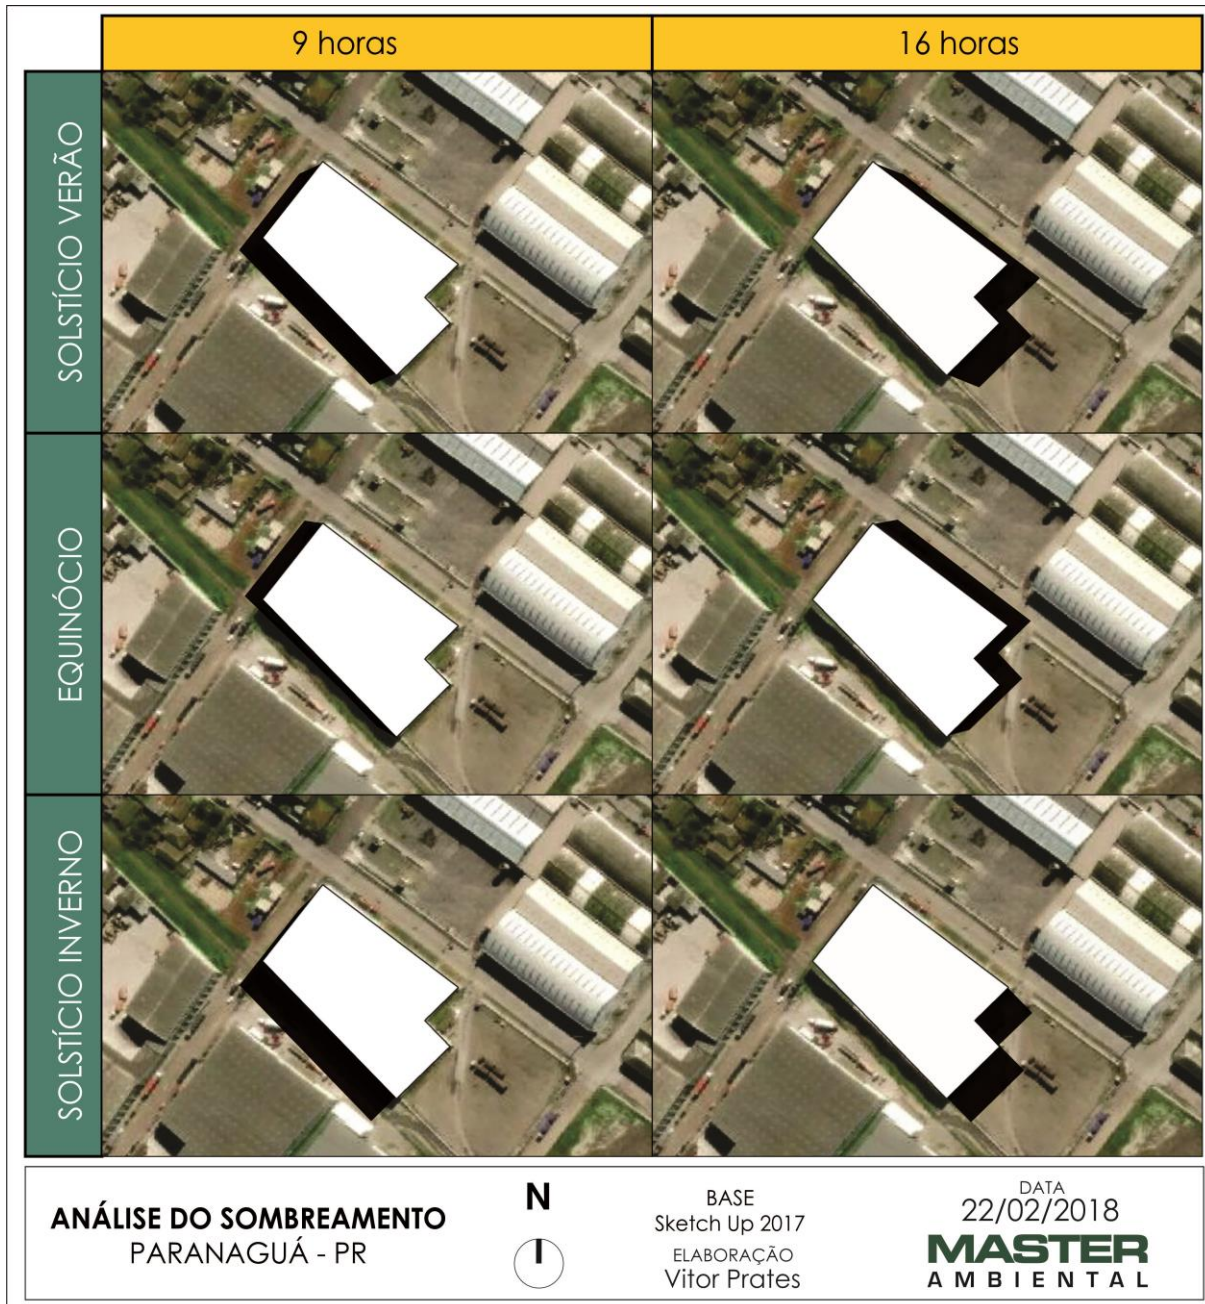 9 horas
16 horas
SOLSTÍCIO VERÃO
EQUINÓCIO
SOLSTÍCIO INVERNO
ANÁLISE DO SOMBREAMENTO
PARANAGUÁ - PR
N
BASE
Sketch Up 2017
ELABORAÇÃO
Vitor Prates
DATA
22/02/2018
MASTER
AMBIENTAL